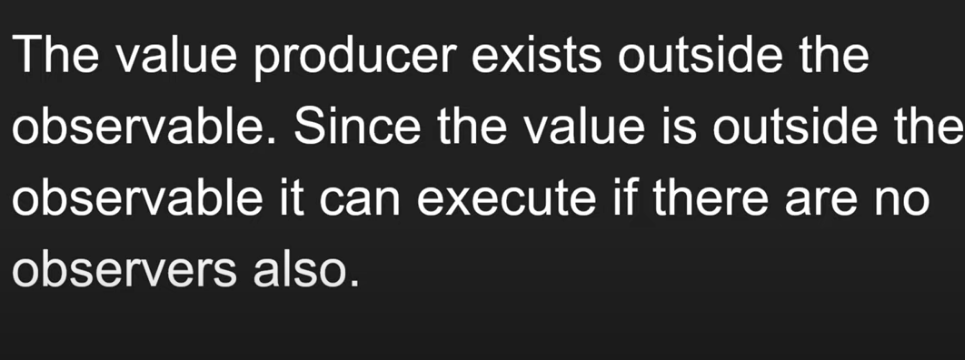 The value producer exists outside the
observable. Since the value is outside the
observable it can execute if there are no
observers also.